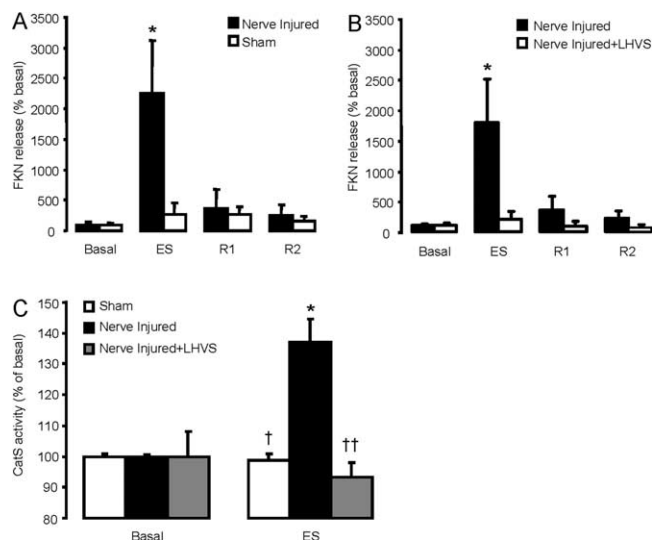 A
Nerve Injured
Sham
*
FKN release (% basal)
3500
3000
2500
2000
1500
1000
500
0
Basal ES R1 R2
B
Nerve Injured
Nerve Injured+LHVS
*
FKN release (% basal)
3500
3000
2500
2000
1500
1000
500
0
Basal ES R1 R2
C
Sham
Nerve Injured
Nerve Injured+LHVS
*
† ††
CatS activity (% of basal)
150
140
130
120
110
100
90
80
Basal ES